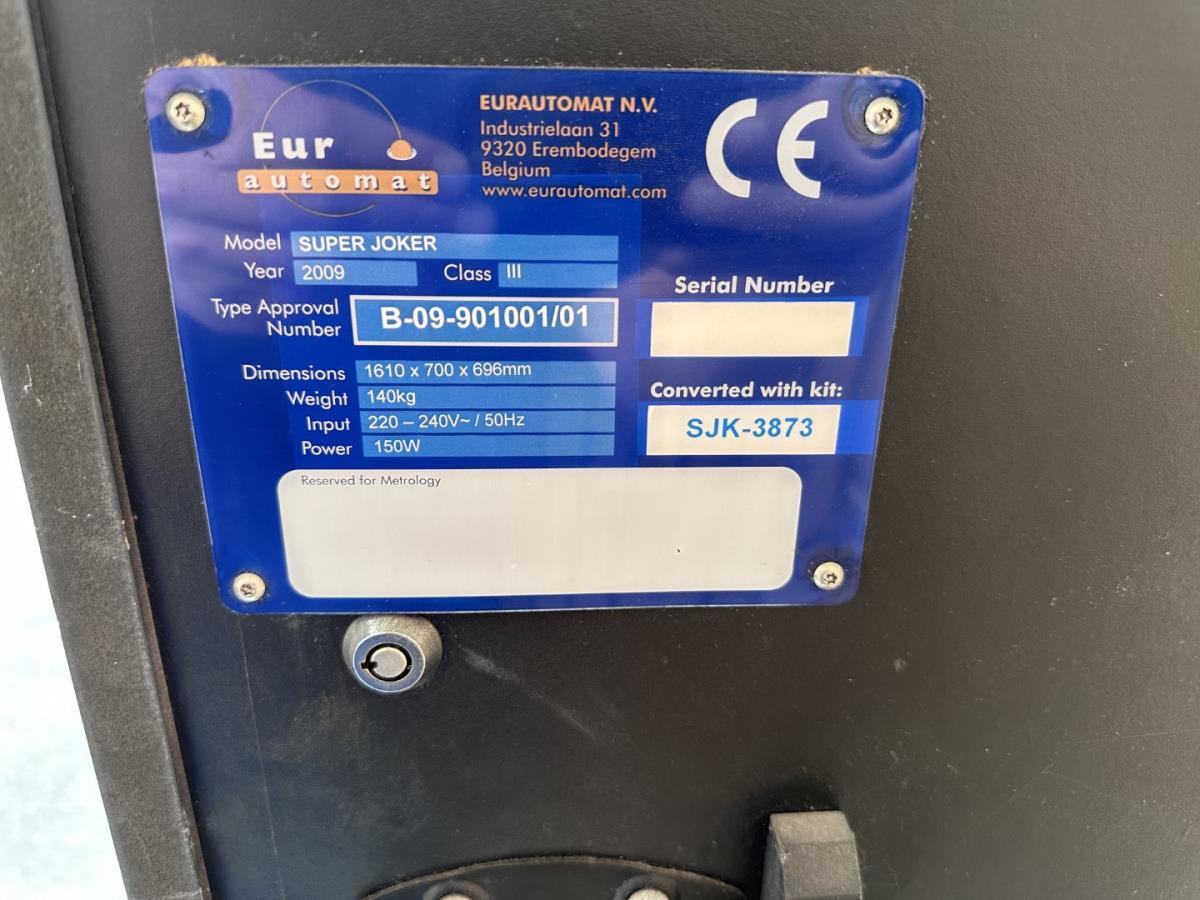 Eur
automat
EURAUTOMAT N.V.
Industrielaan 31
9320 Erembodegem
Belgium
www.eurautomat.com
CE
Model SUPER JOKER
Year 2009 Class III
Type Approval
Number B-09-901001/01
Dimensions 1610 x 700 x 696mm
Weight 140kg
Input 220 – 240V~ / 50Hz
Power 150W
Serial Number
Converted with kit:
SJK-3873
Reserved for Metrology